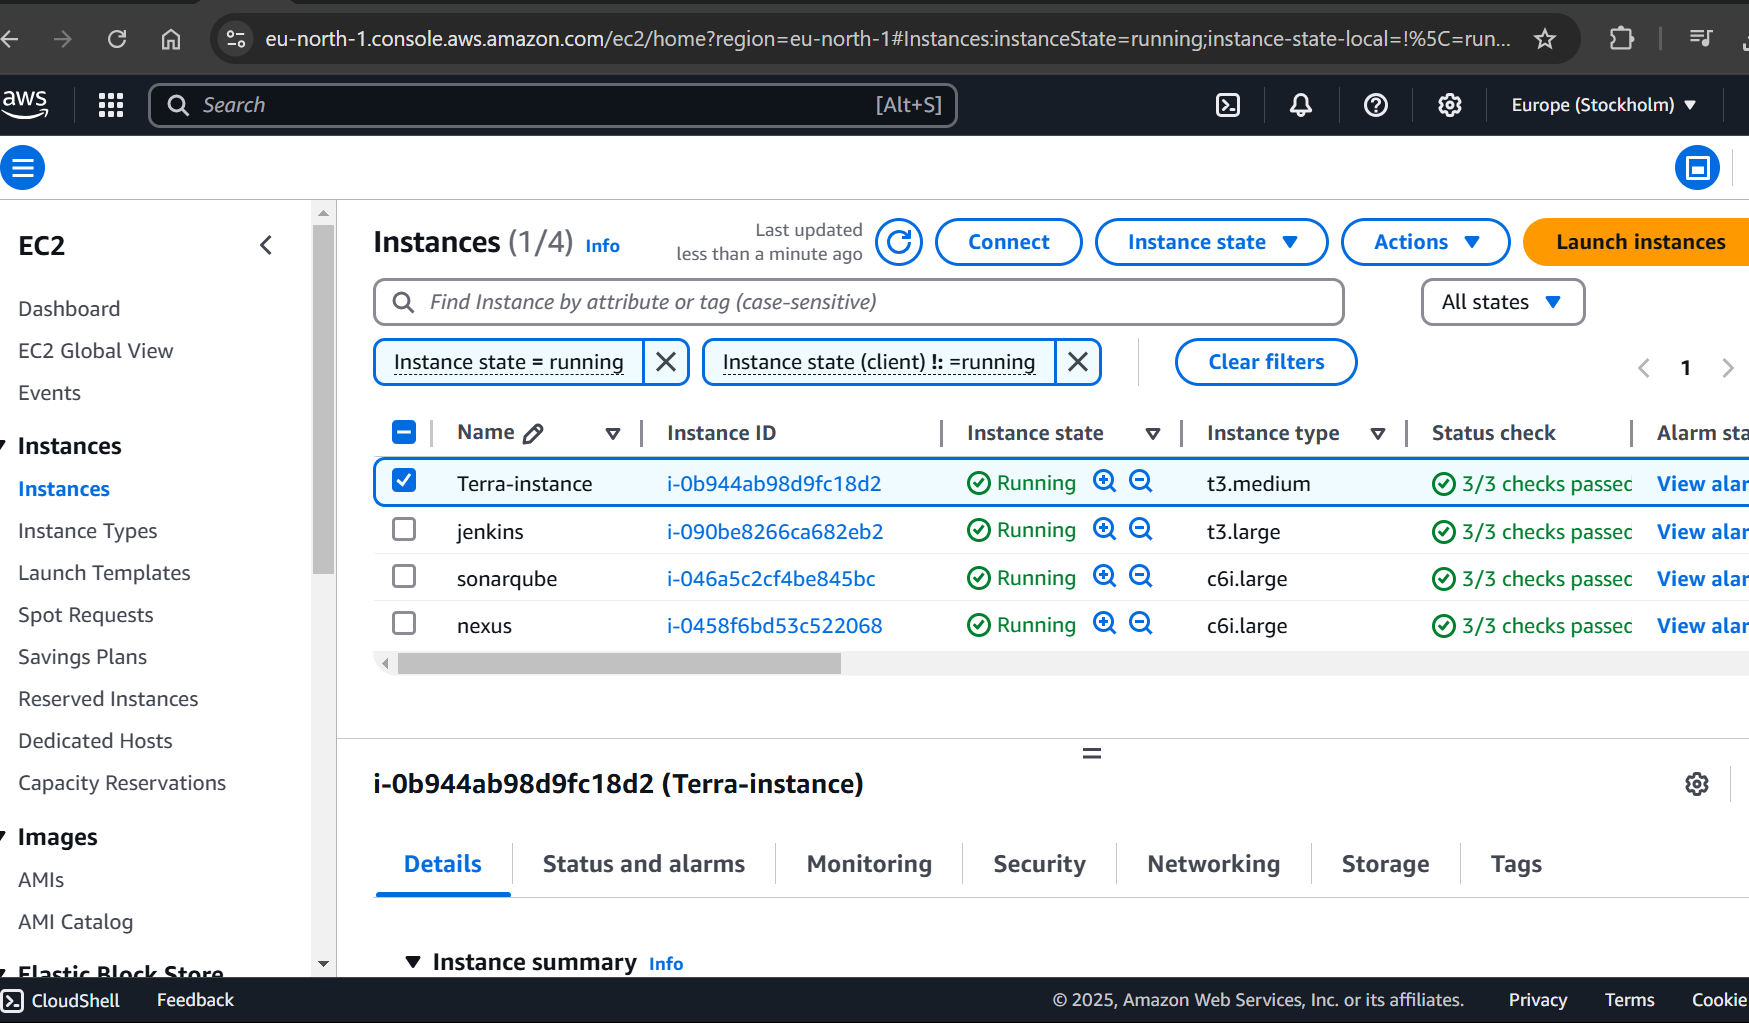 eu-north-1.console.aws.amazon.com/ec2/home?region=eu-north-1#Instances:instanceState=running;instance-state-local=!%5C=run...
aws
Search
[Alt+S]
Europe (Stockholm)
EC2
Dashboard
EC2 Global View
Events
Instances
Instances
Instance Types
Launch Templates
Spot Requests
Savings Plans
Reserved Instances
Dedicated Hosts
Capacity Reservations
Images
AMIs
AMI Catalog
Elastic Block Store
Instances (1/4) Info
Last updated
less than a minute ago
Connect
Instance state
Actions
Launch instances
Find Instance by attribute or tag (case-sensitive)
All states
Instance state = running
Instance state (client) !: =running
Clear filters
1
Name Instance ID Instance state Instance type Status check Alarm sta
Terra-instance i-0b944ab98d9fc18d2 Running t3.medium 3/3 checks passed View alar
jenkins i-090be8266ca682eb2 Running t3.large 3/3 checks passed View alar
sonarqube i-046a5c2cf4be845bc Running c6i.large 3/3 checks passed View alar
nexus i-0458f6bd53c522068 Running c6i.large 3/3 checks passed View alar
i-0b944ab98d9fc18d2 (Terra-instance)
Details Status and alarms Monitoring Security Networking Storage Tags
Instance summary Info
CloudShell Feedback © 2025, Amazon Web Services, Inc. or its affiliates. Privacy Terms Cookie